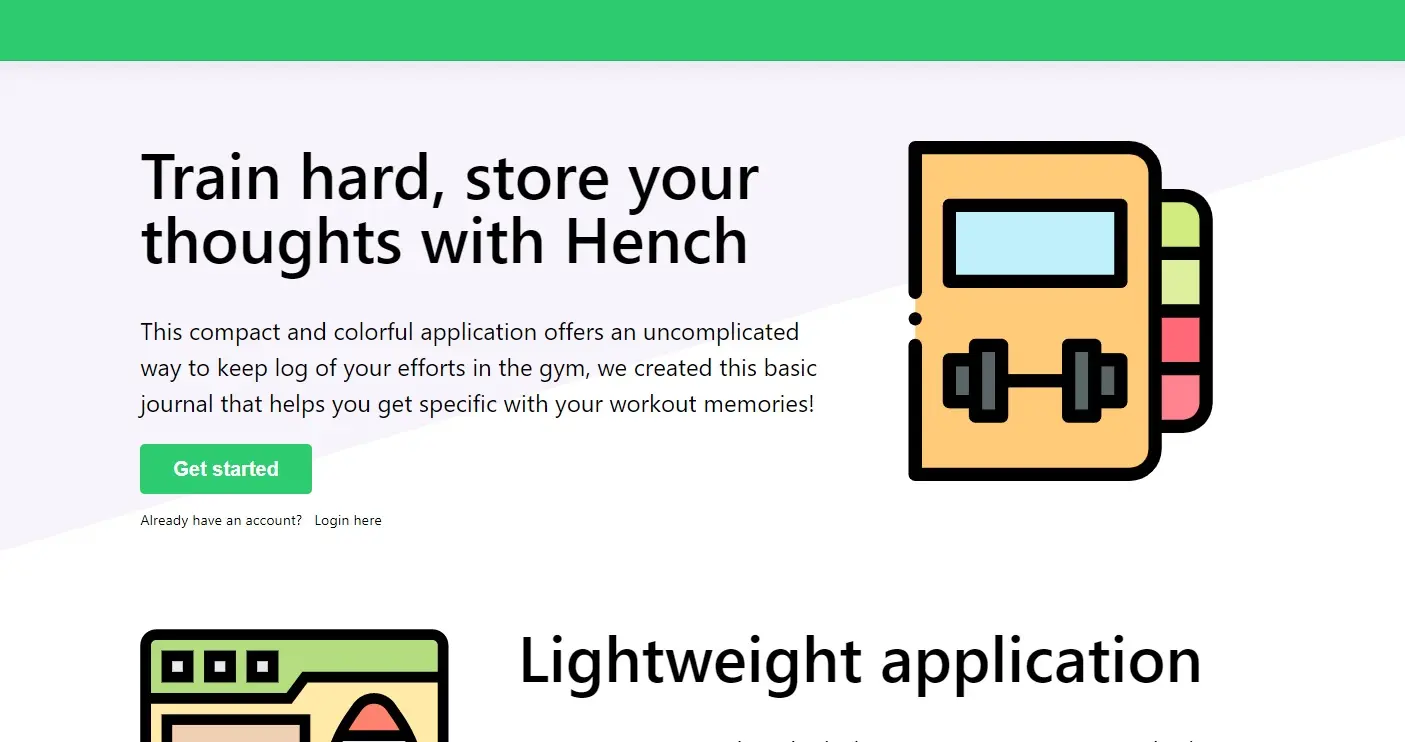 Train hard, store your
thoughts with Hench
This compact and colorful application offers an uncomplicated
way to keep log of your efforts in the gym, we created this basic
journal that helps you get specific with your workout memories!
Get started
Already have an account? Login here
Lightweight application